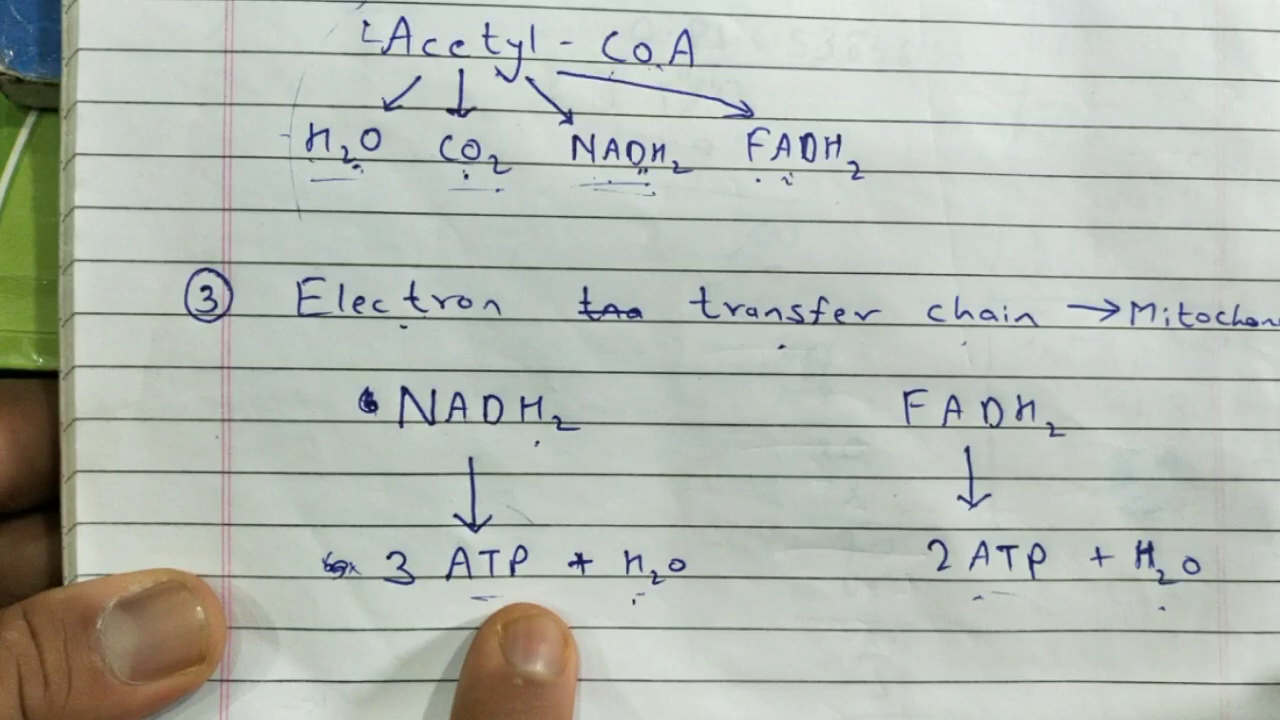 Acetyl - CoA
H₂O CO₂ NADH₂ FADH₂
③ Electron transfer chain → Mitochon
NADH₂ FADH₂
3 ATP + H₂O 2 ATP + H₂O